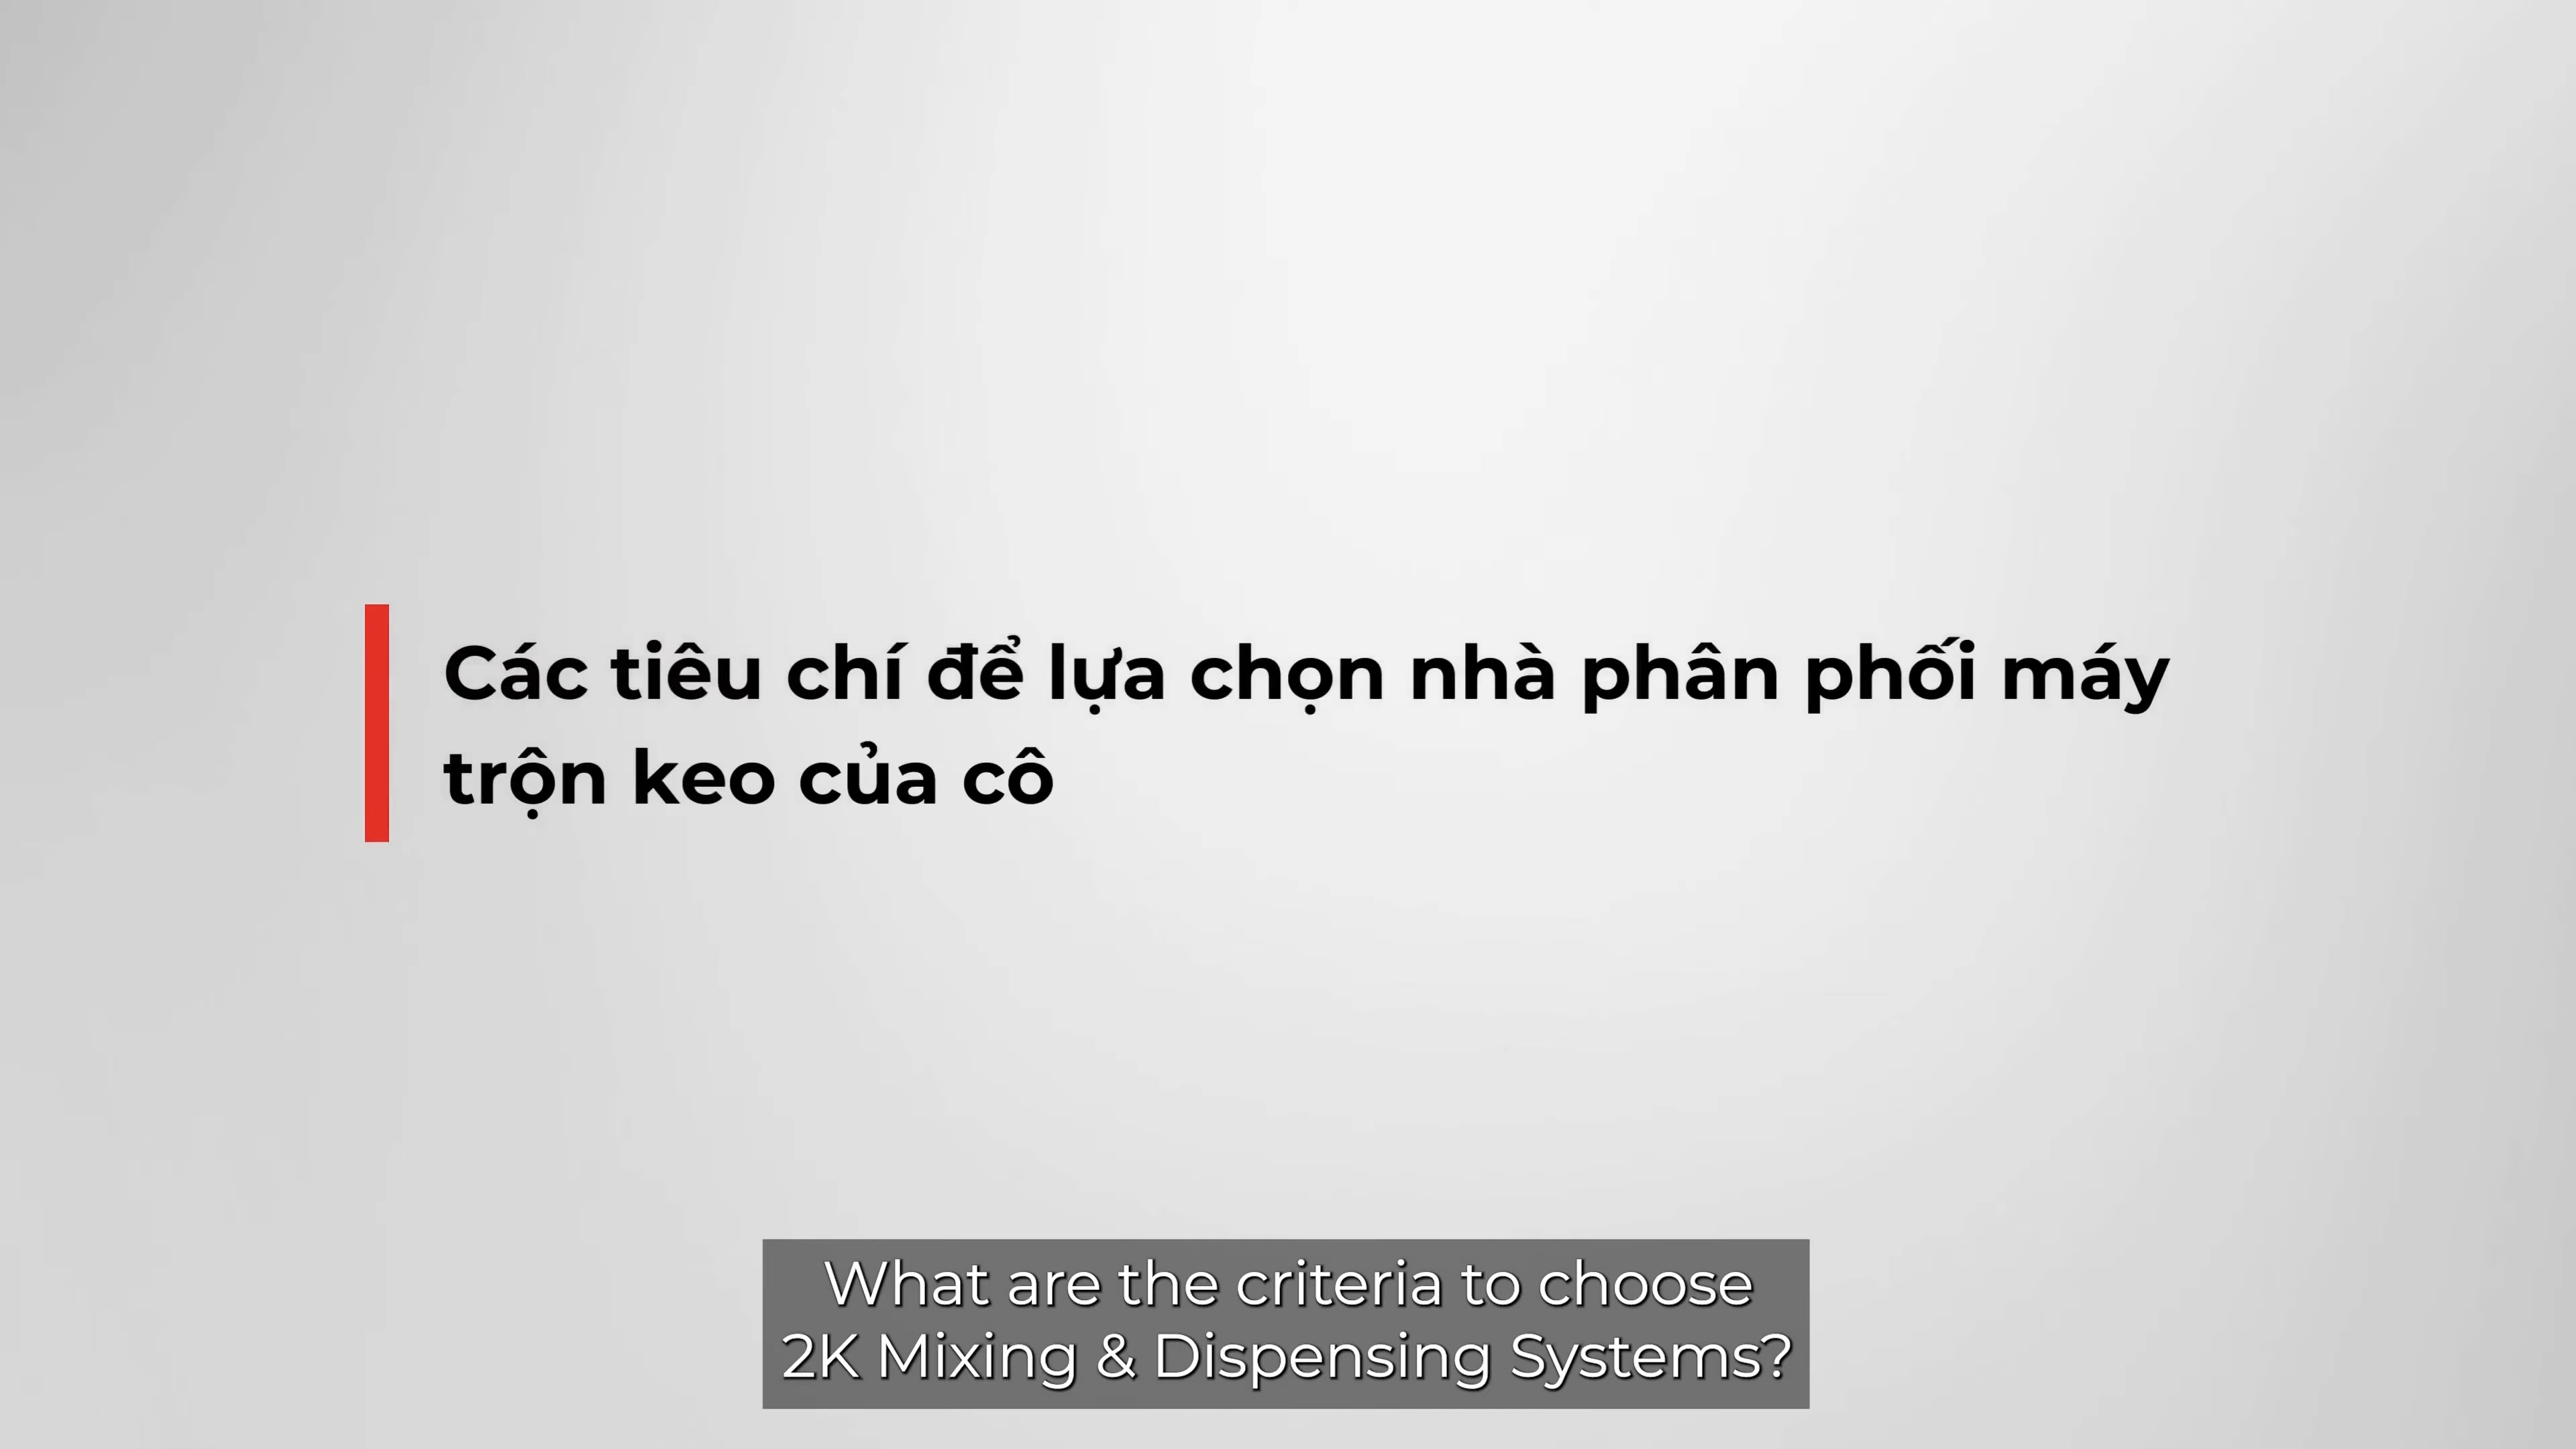 Các tiêu chí để lựa chọn nhà phân phối máy
trộn keo của cô
What are the criteria to choose
2K Mixing & Dispensing Systems?